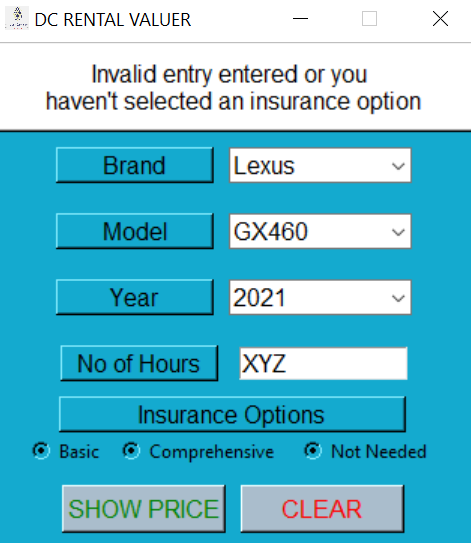 DC RENTAL VALUER
Invalid entry entered or you
haven't selected an insurance option
Brand Lexus
Model GX460
Year 2021
No of Hours XYZ
Insurance Options
Basic Comprehensive Not Needed
SHOW PRICE CLEAR